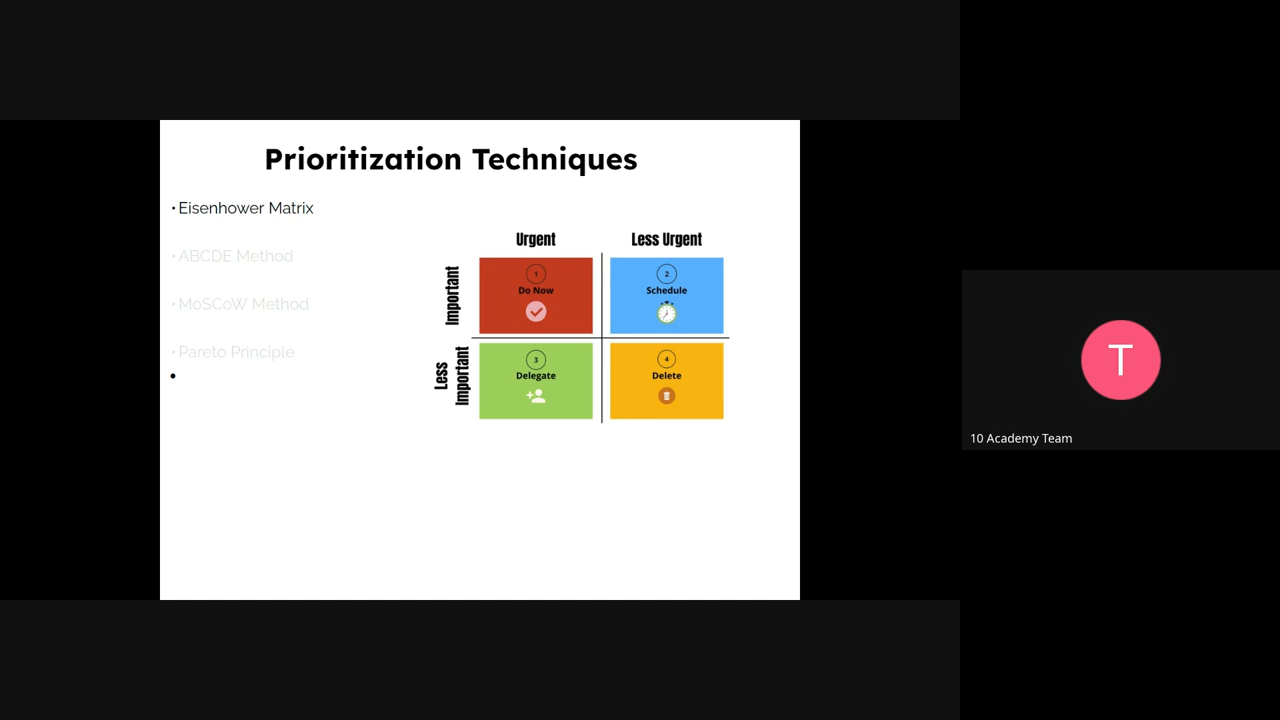 Prioritization Techniques
• Eisenhower Matrix
• ABCDE Method
• MoSCoW Method
• Pareto Principle
•
Urgent
Less Urgent
Important
1
Do Now
2
Schedule
Less
Important
3
Delegate
4
Delete
T
10 Academy Team